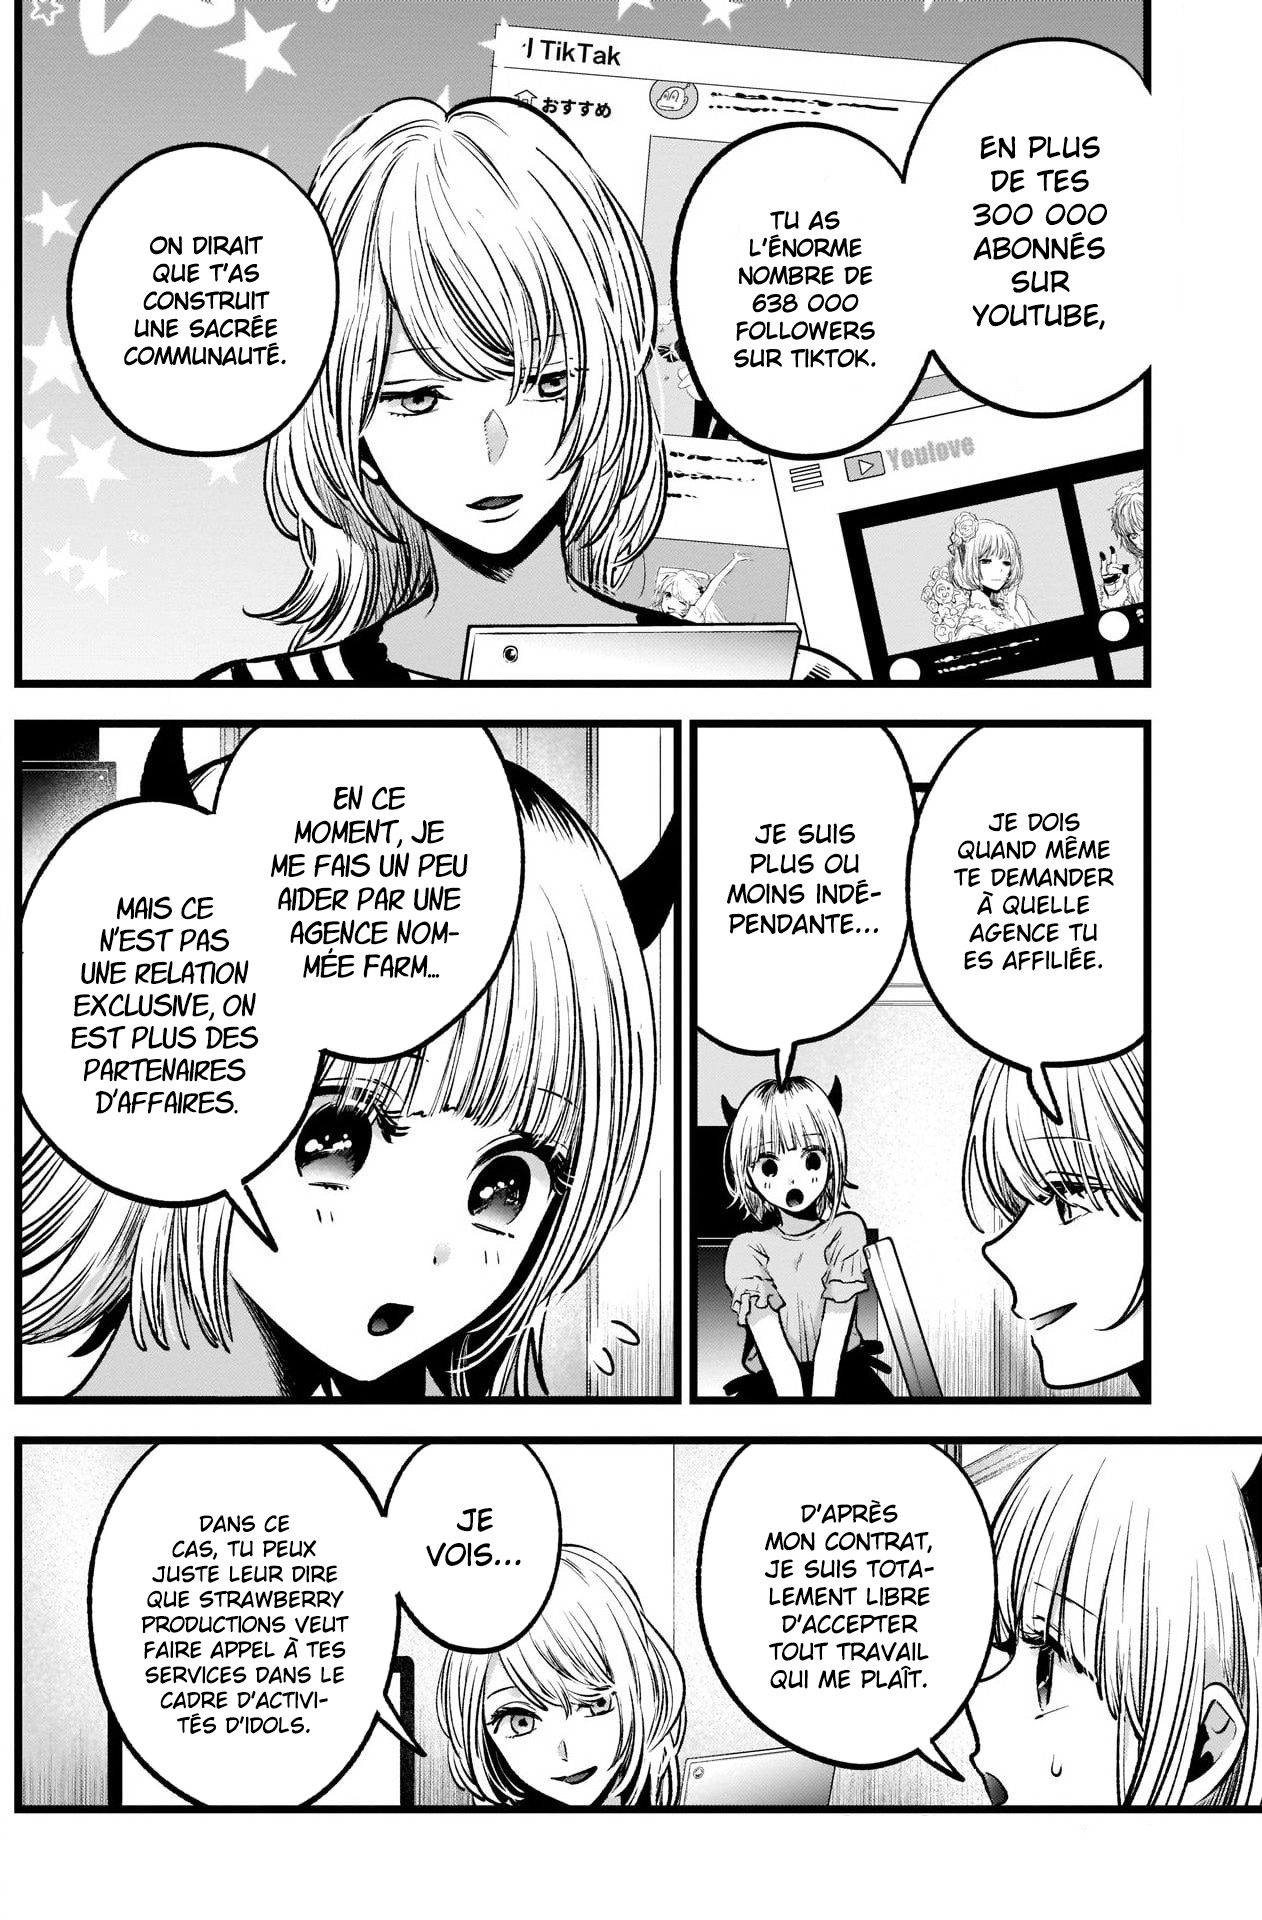 TikTak
おすすめ
EN PLUS
DE TES
300 000
ABONNÉS
SUR
YOUTUBE,
TU AS
L'ÉNORME
NOMBRE DE
638 000
FOLLOWERS
SUR TIKTOK.
ON DIRAIT
QUE T'AS
CONSTRUIT
UNE SACRÉE
COMMUNAUTÉ.
Youlove
JE DOIS
QUAND MÊME
TE DEMANDER
À QUELLE
AGENCE TU
ES AFFILIÉE.
JE SUIS
PLUS OU
MOINS INDÉ-
PENDANTE...
EN CE
MOMENT, JE
ME FAIS UN PEU
AIDER PAR UNE
AGENCE NOM-
MÉE FARM...
MAIS CE
N'EST PAS
UNE RELATION
EXCLUSIVE, ON
EST PLUS DES
PARTENAIRES
D'AFFAIRES.
D'APRÈS
MON CONTRAT,
JE SUIS TOTA-
LEMENT LIBRE
D'ACCEPTER
TOUT TRAVAIL
QUI ME PLAÎT.
JE
VOIS...
DANS CE
CAS, TU PEUX
JUSTE LEUR DIRE
QUE STRAWBERRY
PRODUCTIONS VEUT
FAIRE APPEL À TES
SERVICES DANS LE
CADRE D'ACTIVI-
TÉS D'IDOLS.